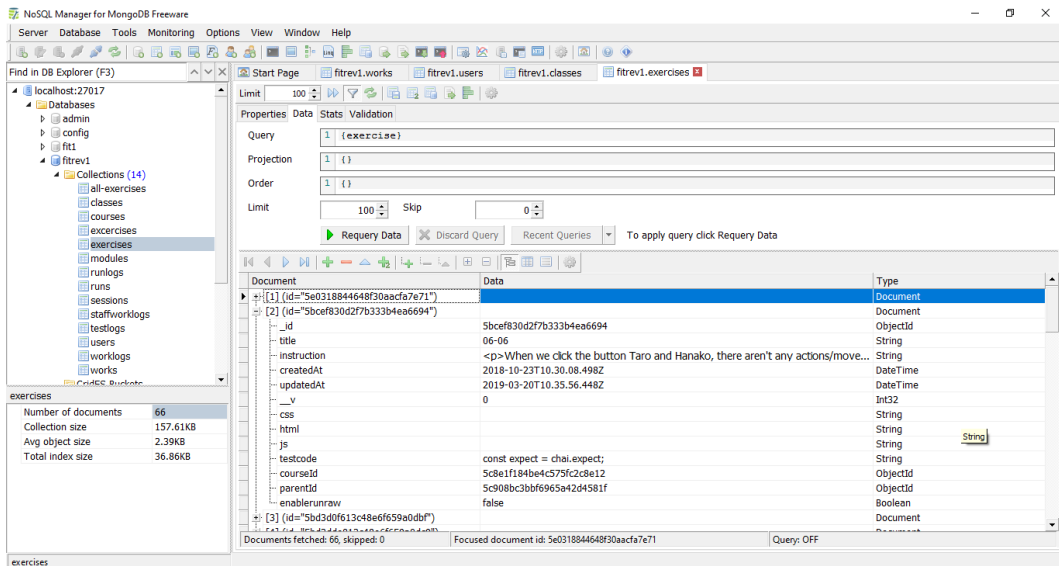 NoSQL Manager for MongoDB Freeware
Server Database Tools Monitoring Options View Window Help
Find in DB Explorer (F3)
localhost:27017
Databases
admin
config
fit1
fitrev1
Collections (14)
all-exercises
classes
courses
excercises
exercises
modules
runlogs
runs
sessions
staffworklogs
testlogs
users
worklogs
works
GridFS Buckets
exercises
Number of documents 66
Collection size 157.61KB
Avg object size 2.39KB
Total index size 36.86KB
Start Page fitrev1.works fitrev1.users fitrev1.classes fitrev1.exercises
Limit 100
Properties Data Stats Validation
Query 1 {exercise}
Projection 1 {}
Order 1 {}
Limit 100 Skip 0
Requery Data Discard Query Recent Queries To apply query click Requery Data
Document Data Type
[1] (id="5e0318844648f30aacfa7e71") Document
[2] (id="5bcef830d2f7b333b4ea6694") Document
_id 5bcef830d2f7b333b4ea6694 ObjectId
title 06-06 String
instruction <p>When we click the button Taro and Hanako, there aren't any actions/move... String
createdAt 2018-10-23T10.30.08.498Z DateTime
updatedAt 2019-03-20T10.35.56.448Z DateTime
__v 0 Int32
css String
html String
js String
String
testcode const expect = chai.expect; String
courseId 5c8e1f184be4c575fc2c8e12 ObjectId
parentId 5c908bc3bbf6965a42d4581f ObjectId
enablerunraw false Boolean
[3] (id="5bd3d0f613c48e6f659a0dbf") Document
Documents fetched: 66, skipped: 0 Focused document id: 5e0318844648f30aacfa7e71 Query: OFF
exercises